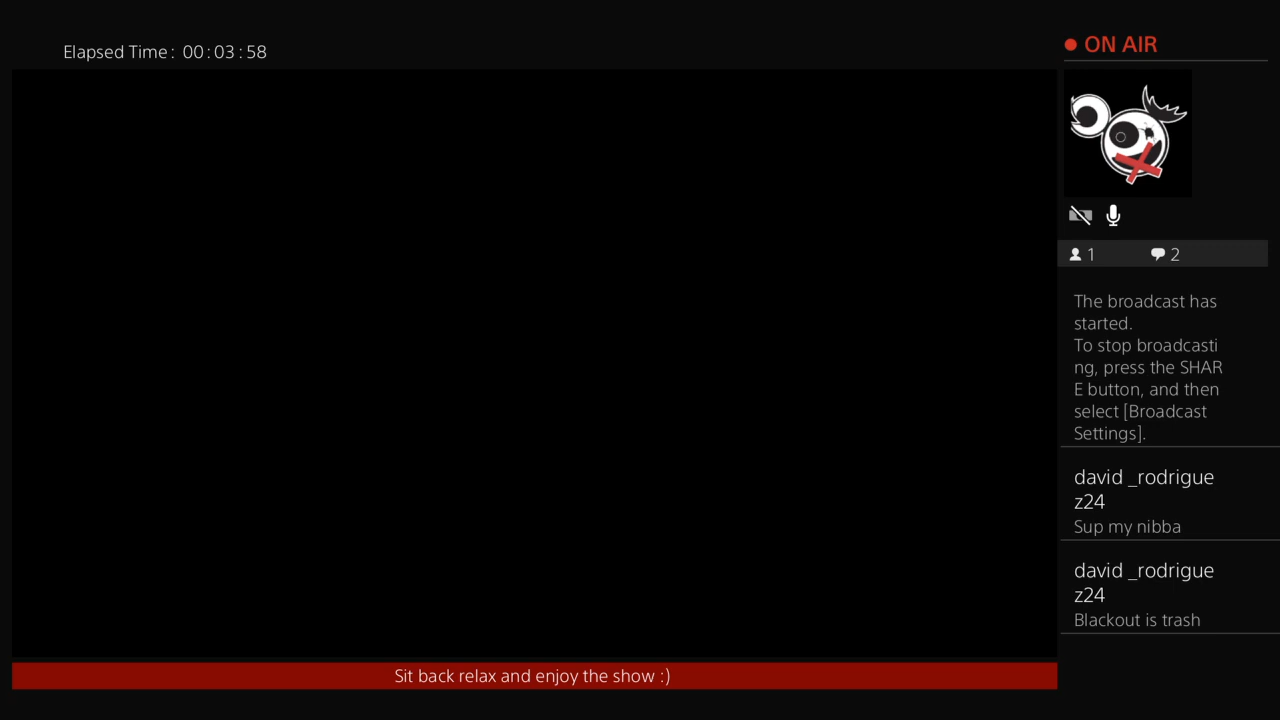 Elapsed Time: 00:03:58
ON AIR
1 2
The broadcast has
started.
To stop broadcasti
ng, press the SHAR
E button, and then
select [Broadcast
Settings].
david _rodrigue
z24
Sup my nibba
david _rodrigue
z24
Blackout is trash
Sit back relax and enjoy the show :)